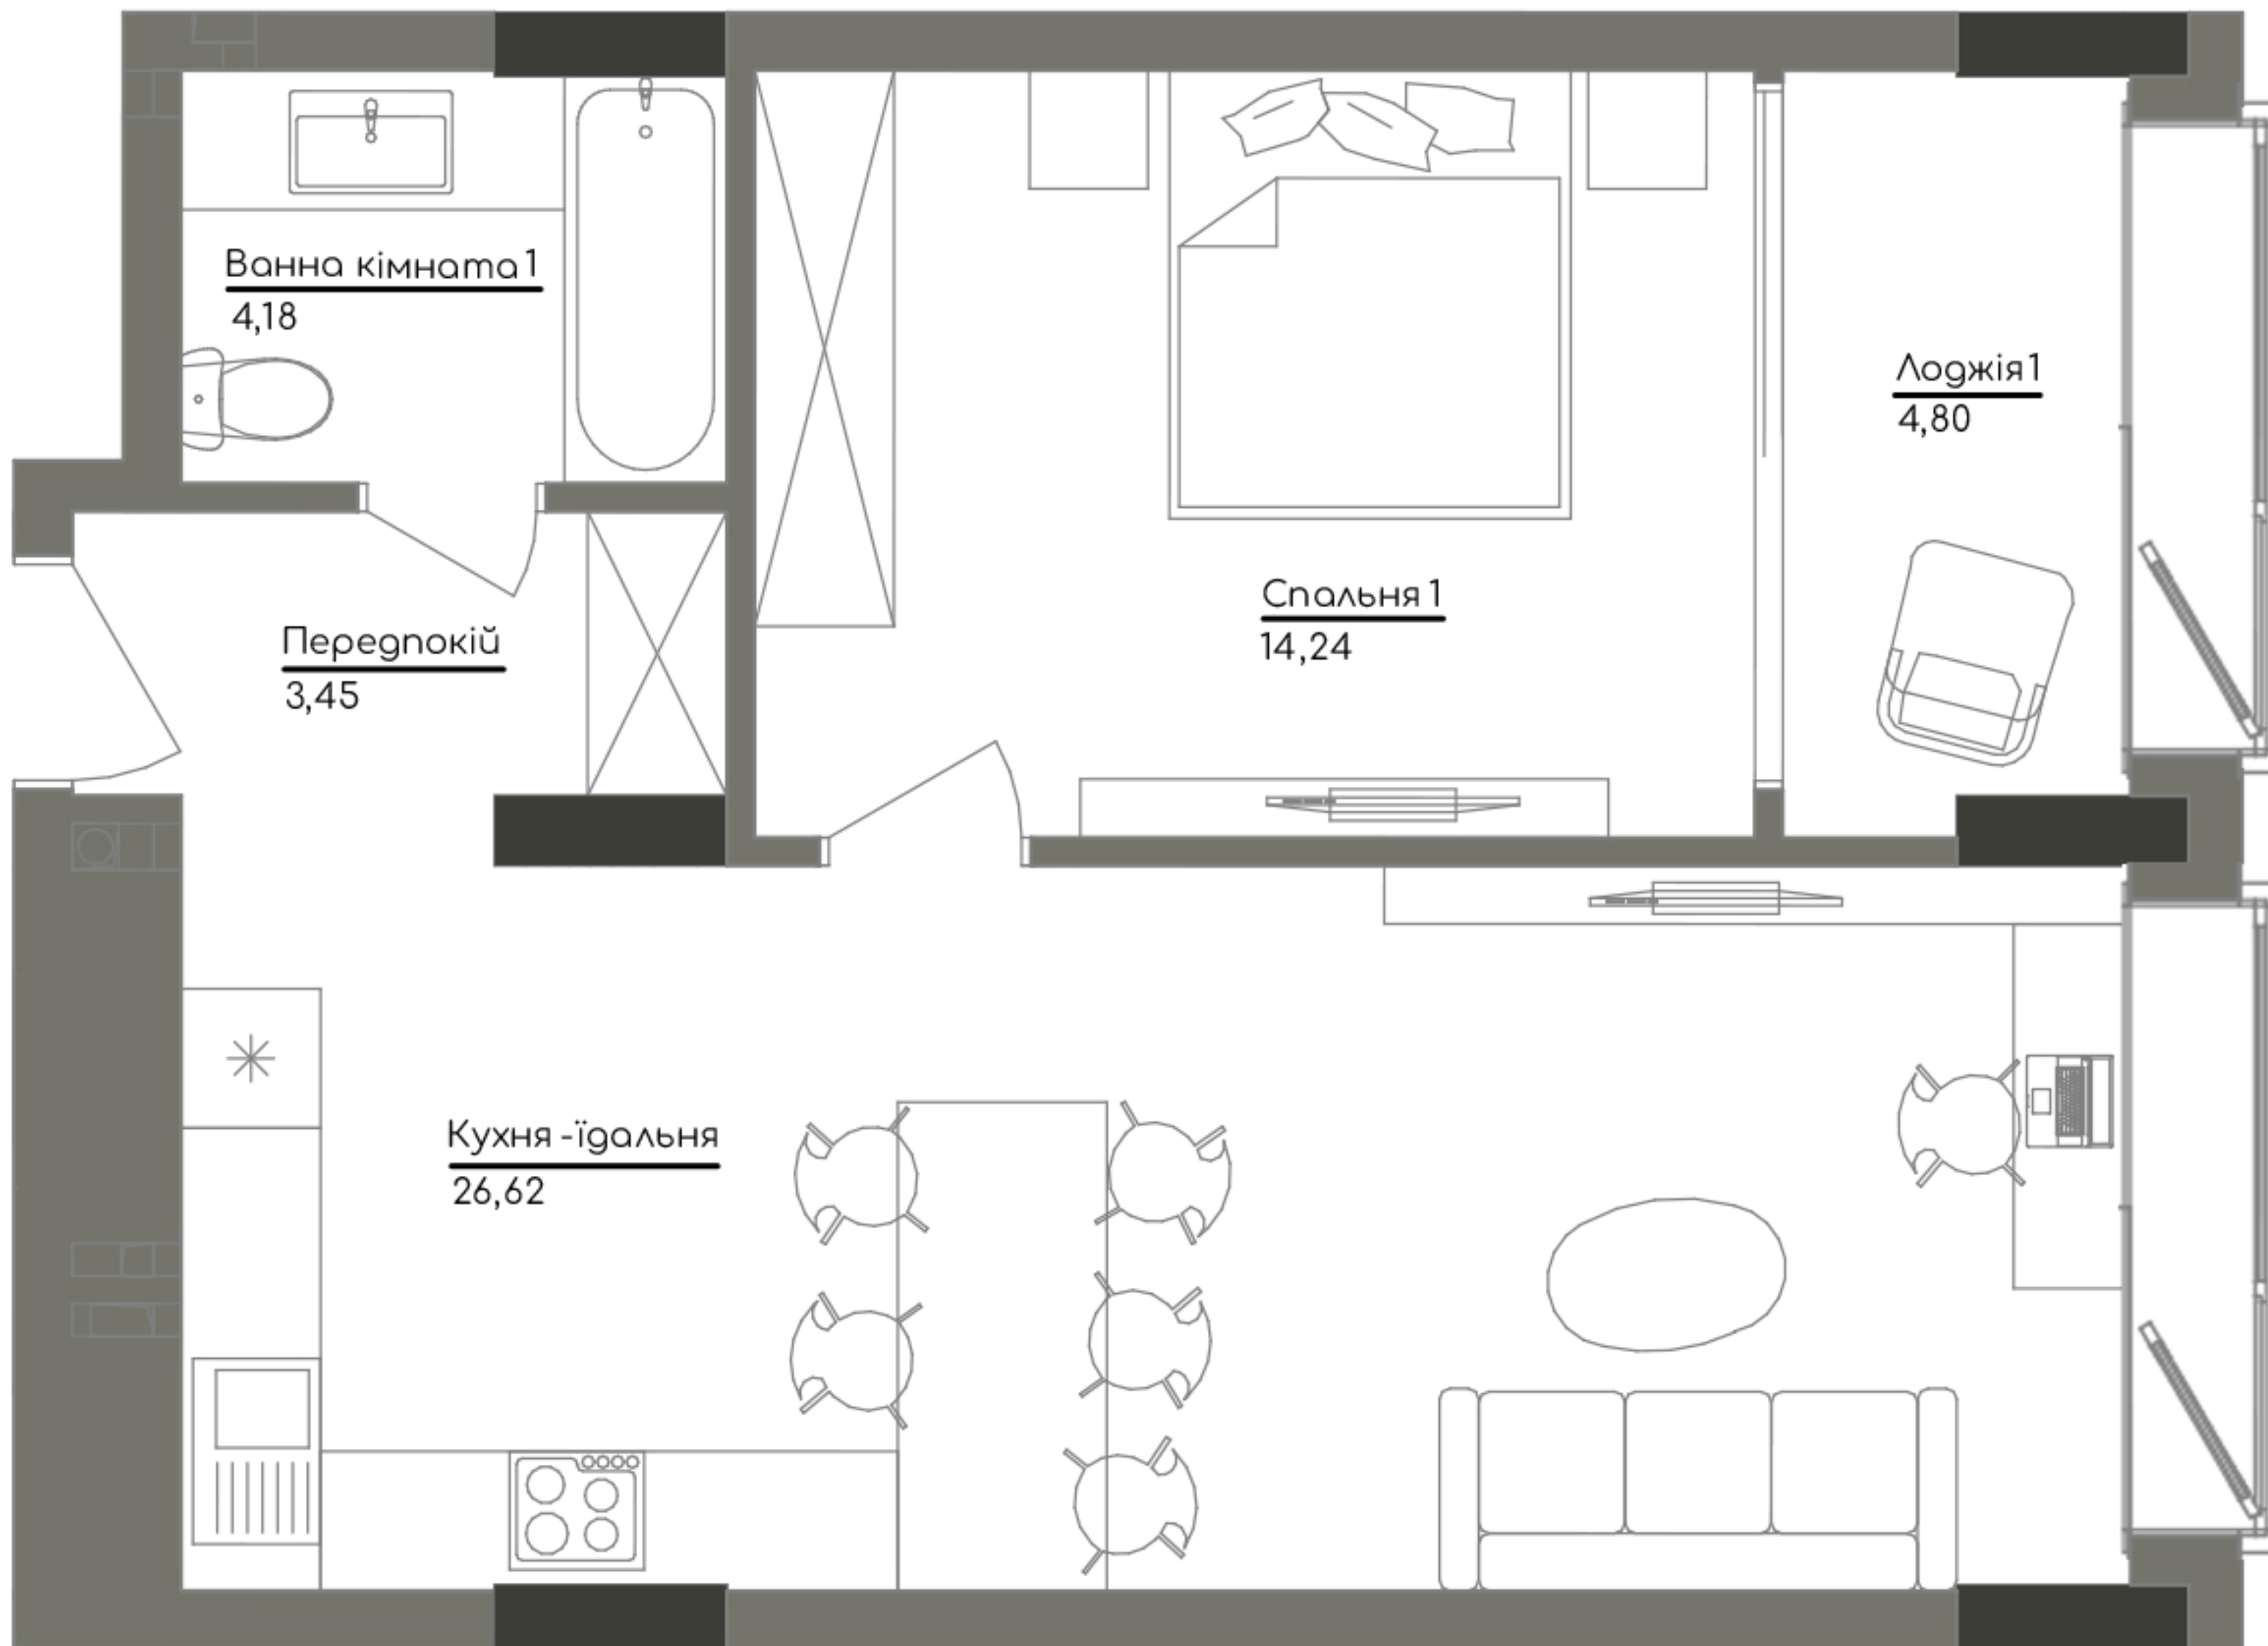 Ванна кімната 1
4,18
Лоджія 1
4,80
Спальня 1
14,24
Передпокій
3,45
Кухня - їдальня
26,62